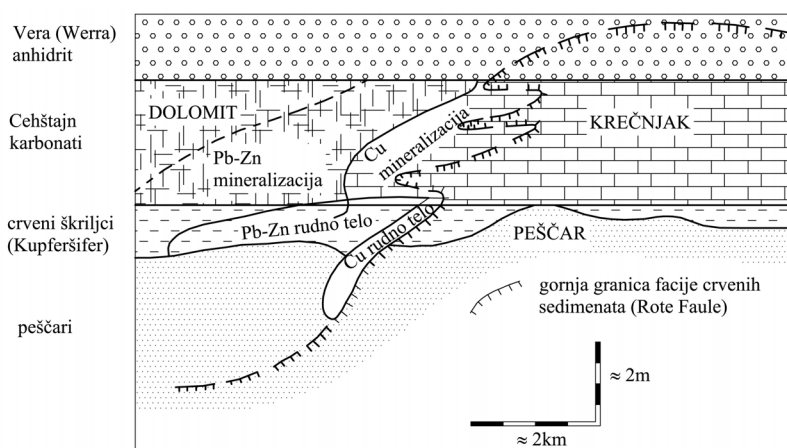 Vera (Werra)
anhidrit
Cehštajn
karbonati
crveni škriljci
(Kupferšifer)
peščari
DOLOMIT
Pb-Zn
mineralizacija
Cu
mineralizacija
KREČNJAK
Pb-Zn rudno telo
Cu rudno telo
PEŠČAR
gornja granica facije crvenih
sedimenata (Rote Faule)
≈ 2m
≈ 2km